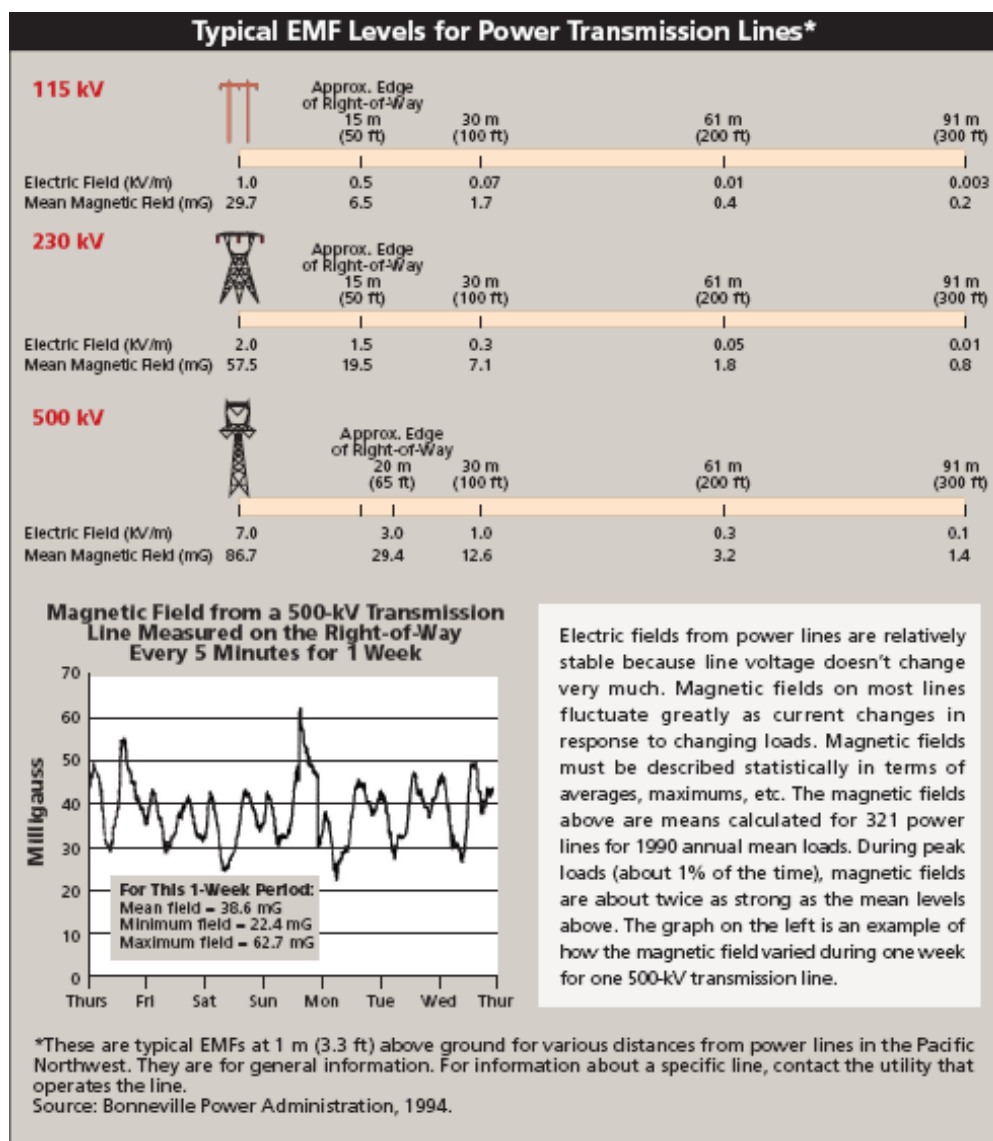 Typical EMF Levels for Power Transmission Lines*
115 kV
Approx. Edge
of Right-of-Way
15 m 30 m 61 m 91 m
(50 ft) (100 ft) (200 ft) (300 ft)
Electric Field (kV/m) 1.0 0.5 0.07 0.01 0.003
Mean Magnetic Field (mG) 29.7 6.5 1.7 0.4 0.2
230 kV
Approx. Edge
of Right-of-Way
15 m 30 m 61 m 91 m
(50 ft) (100 ft) (200 ft) (300 ft)
Electric Field (kV/m) 2.0 1.5 0.3 0.05 0.01
Mean Magnetic Field (mG) 57.5 19.5 7.1 1.8 0.8
500 kV
Approx. Edge
of Right-of-Way
20 m 30 m 61 m 91 m
(65 ft) (100 ft) (200 ft) (300 ft)
Electric Field (kV/m) 7.0 3.0 1.0 0.3 0.1
Mean Magnetic Field (mG) 86.7 29.4 12.6 3.2 1.4
Magnetic Field from a 500-kV Transmission
Line Measured on the Right-of-Way
Every 5 Minutes for 1 Week
Milligauss
70
60
50
40
30
20
10
0
For This 1-Week Period:
Mean field = 38.6 mG
Minimum field = 22.4 mG
Maximum field = 62.7 mG
Thurs Fri Sat Sun Mon Tue Wed Thur
Electric fields from power lines are relatively
stable because line voltage doesn't change
very much. Magnetic fields on most lines
fluctuate greatly as current changes in
response to changing loads. Magnetic fields
must be described statistically in terms of
averages, maximums, etc. The magnetic fields
above are means calculated for 321 power
lines for 1990 annual mean loads. During peak
loads (about 1% of the time), magnetic fields
are about twice as strong as the mean levels
above. The graph on the left is an example of
how the magnetic field varied during one week
for one 500-kV transmission line.
*These are typical EMFs at 1 m (3.3 ft) above ground for various distances from power lines in the Pacific
Northwest. They are for general information. For information about a specific line, contact the utility that
operates the line.
Source: Bonneville Power Administration, 1994.